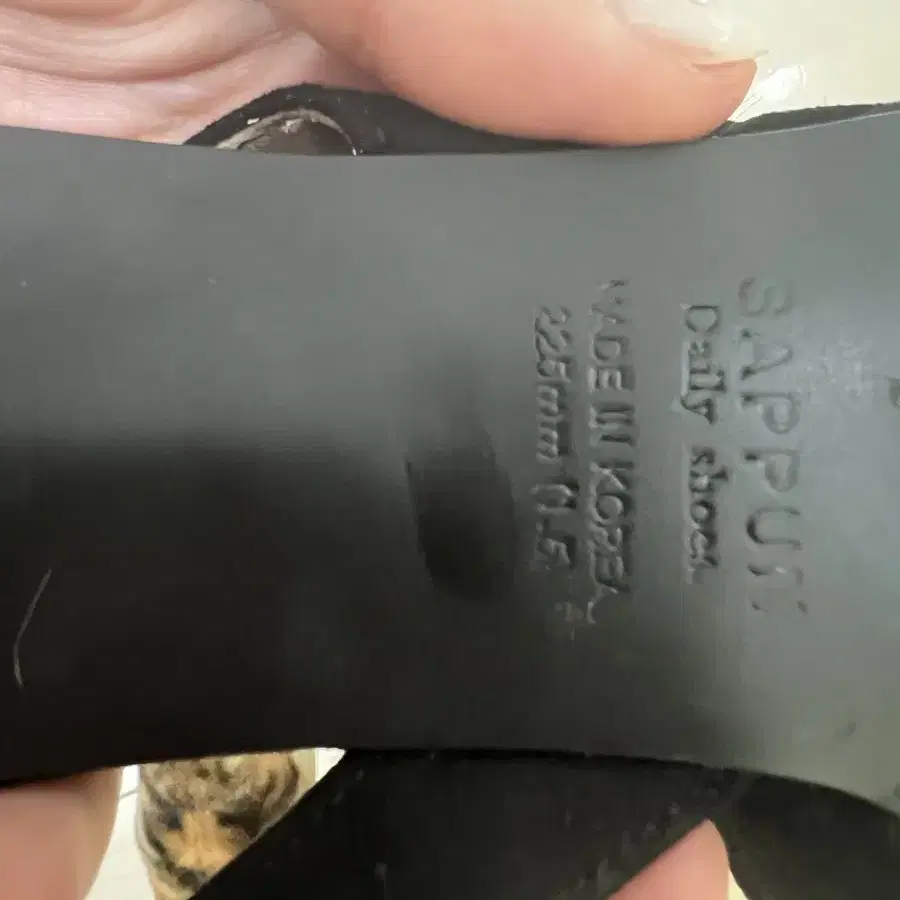 SAPPUN
Daily shoes
MADE IN KOREA
225mm (1.5